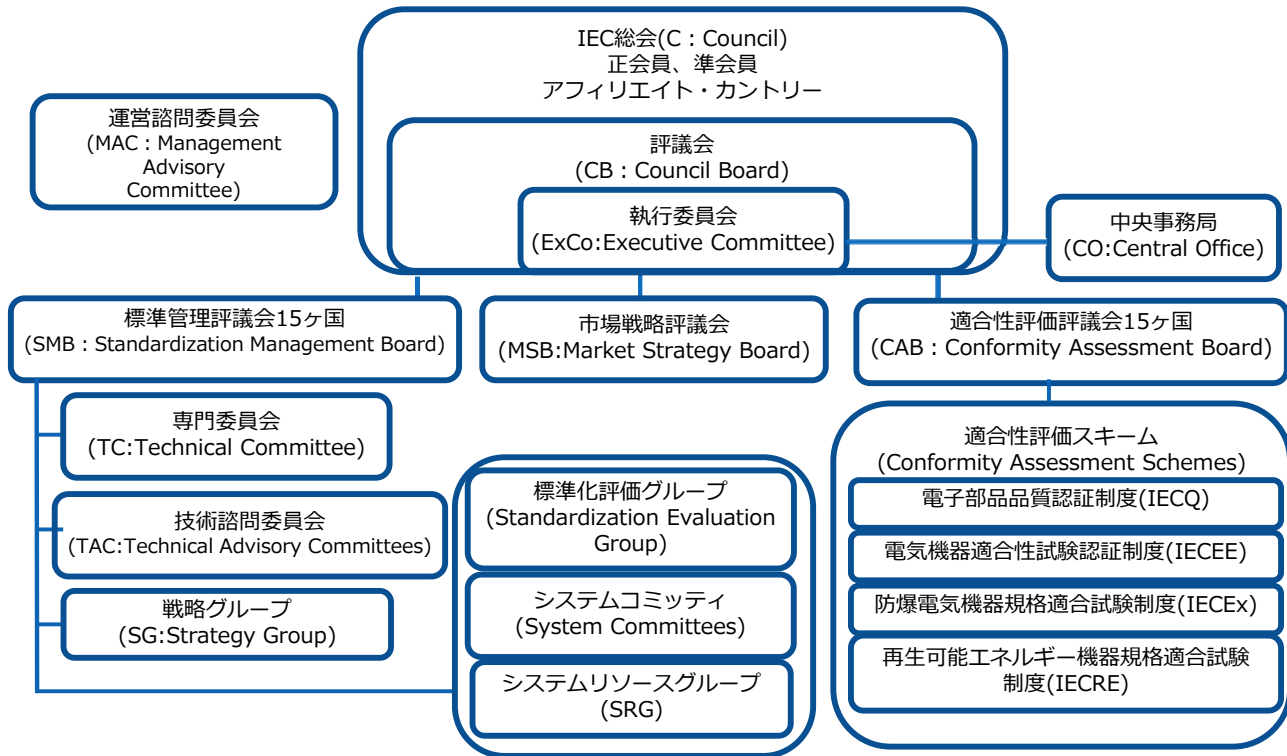 IEC総会(C：Council)
正会員、準会員
アフィリエイト・カントリー
運営諮問委員会
(MAC：Management
Advisory
Committee)
評議会
(CB：Council Board)
執行委員会
(ExCo:Executive Committee)
中央事務局
(CO:Central Office)
標準管理評議会15ヶ国
(SMB：Standardization Management Board)
市場戦略評議会
(MSB:Market Strategy Board)
適合性評価評議会15ヶ国
(CAB：Conformity Assessment Board)
専門委員会
(TC:Technical Committee)
技術諮問委員会
(TAC:Technical Advisory Committees)
戦略グループ
(SG:Strategy Group)
標準化評価グループ
(Standardization Evaluation
Group)
システムコミッティ
(System Committees)
システムリソースグループ
(SRG)
適合性評価スキーム
(Conformity Assessment Schemes)
電子部品品質認証制度(IECQ)
電気機器適合性試験認証制度(IECEE)
防爆電気機器規格適合試験制度(IECEx)
再生可能エネルギー機器規格適合試験
制度(IECRE)